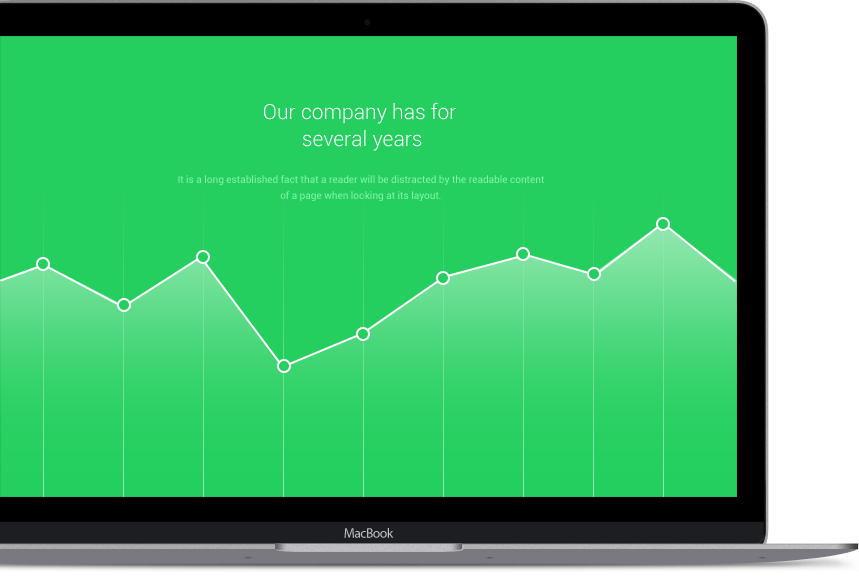 Our company has for
several years
It is a long established fact that a reader will be distracted by the readable content
of a page when locking at its layout.
MacBook